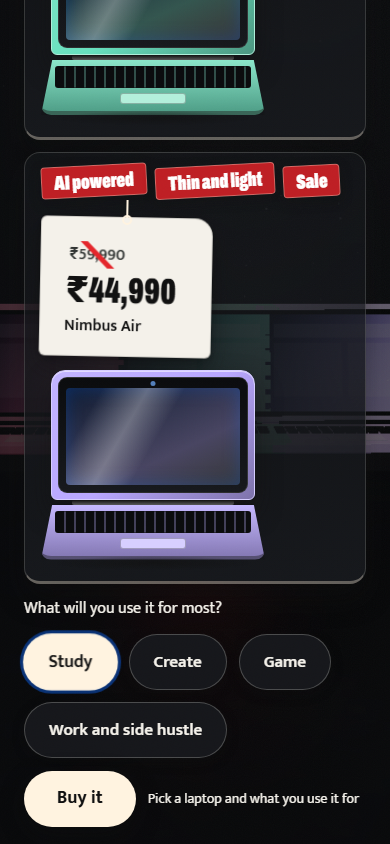 AI powered Thin and light Sale
₹59,990
₹44,990
Nimbus Air
What will you use it for most?
Study Create Game
Work and side hustle
Buy it Pick a laptop and what you use it for